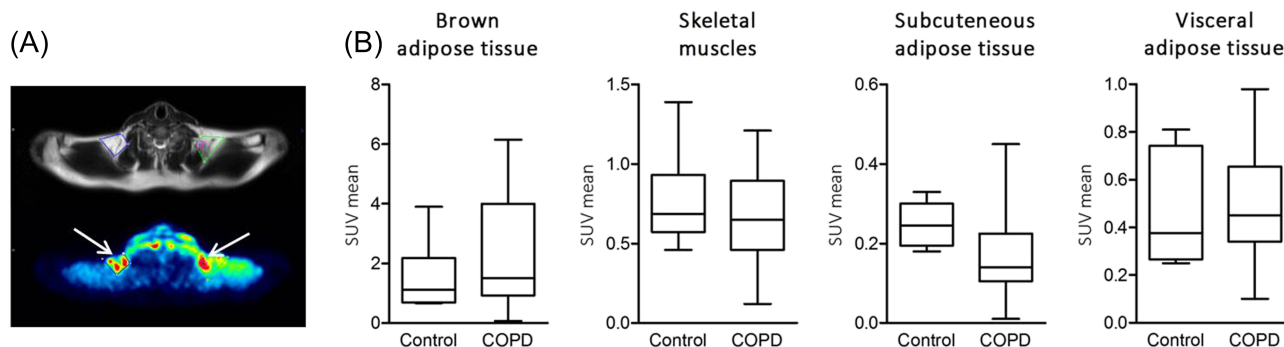 (A)
(B)
Brown
adipose tissue
SUV mean
8
6
4
2
0
Control
COPD
Skeletal
muscles
SUV mean
1.5
1.0
0.5
0.0
Control
COPD
Subcuteneous
adipose tissue
SUV mean
0.6
0.4
0.2
0.0
Control
COPD
Visceral
adipose tissue
SUV mean
1.0
0.8
0.6
0.4
0.2
0.0
Control
COPD